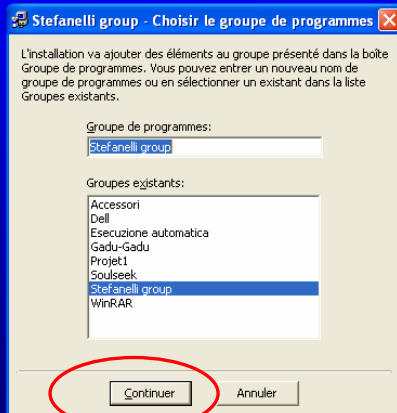 Stefanelli group - Choisir le groupe de programmes
L'installation va ajouter des éléments au groupe présenté dans la boîte
Groupe de programmes. Vous pouvez entrer un nouveau nom de
groupe de programmes ou en sélectionner un existant dans la liste
Groupes existants.
Groupe de programmes:
Stefanelli group
Groupes existants:
Accessori
Dell
Esecuzione automatica
Gadu-Gadu
Projet1
Soulseek
Stefanelli group
WinRAR
Continuer
Annuler